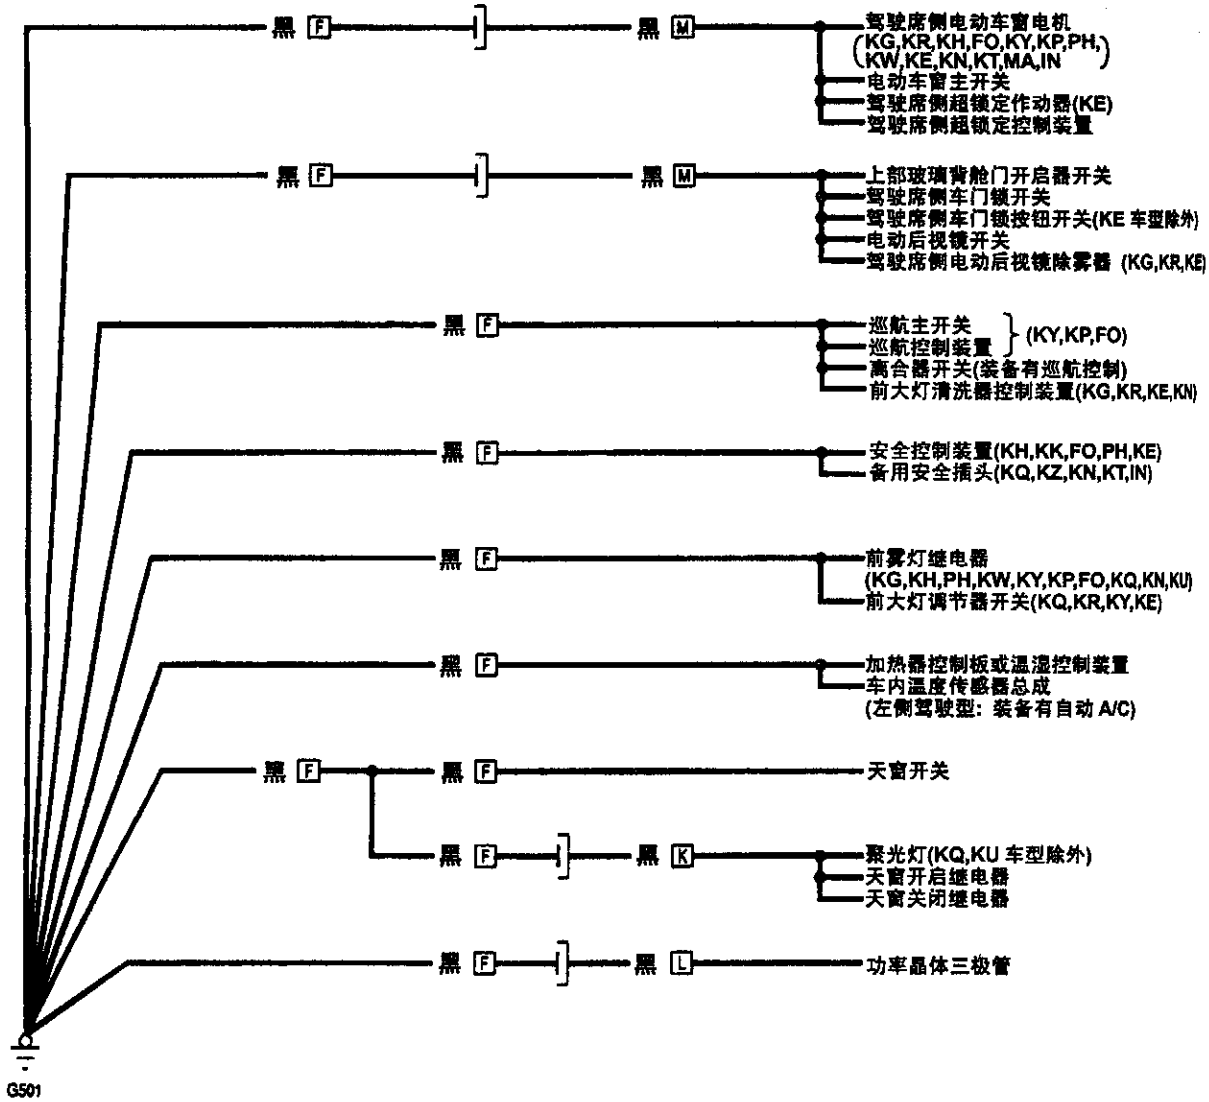 黑 F 黑 M 驾驶席侧电动车窗电机
(KG,KR,KH,FO,KY,KP,PH,
KW,KE,KN,KT,MA,IN)
电动车窗主开关
驾驶席侧超锁定作动器(KE)
驾驶席侧超锁定控制装置
黑 F 黑 M 上部玻璃背舱门开启器开关
驾驶席侧车门锁开关
驾驶席侧车门锁按钮开关(KE 车型除外)
电动后视镜开关
驾驶席侧电动后视镜除雾器 (KG,KR,KE)
黑 F 巡航主开关
巡航控制装置 (KY,KP,FO)
离合器开关(装备有巡航控制)
前大灯清洗器控制装置(KG,KR,KE,KN)
黑 F 安全控制装置(KH,KK,FO,PH,KE)
备用安全插头(KQ,KZ,KN,KT,IN)
黑 F 前雾灯继电器
(KG,KH,PH,KW,KY,KP,FO,KQ,KN,KU)
前大灯调节器开关(KQ,KR,KY,KE)
黑 F 加热器控制板或温湿控制装置
车内温度传感器总成
(左侧驾驶型: 装备有自动 A/C)
黑 F 黑 F 天窗开关
黑 F 黑 K 聚光灯(KQ,KU 车型除外)
天窗开启继电器
天窗关闭继电器
黑 F 黑 L 功率晶体三极管
G501